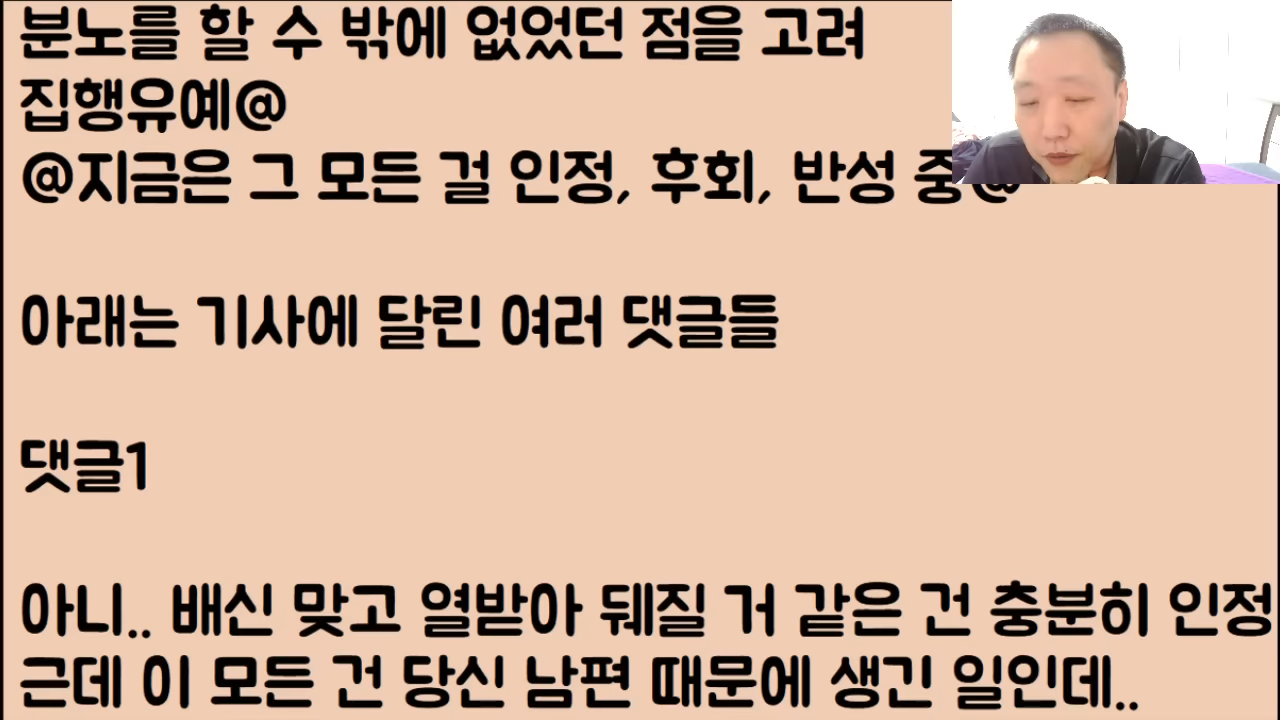 분노를 할 수 밖에 없었던 점을 고려
집행유예@
@지금은 그 모든 걸 인정, 후회, 반성 중@
아래는 기사에 달린 여러 댓글들
댓글1
아니.. 배신 맞고 열받아 뒈질 거 같은 건 충분히 인정
근데 이 모든 건 당신 남편 때문에 생긴 일인데..